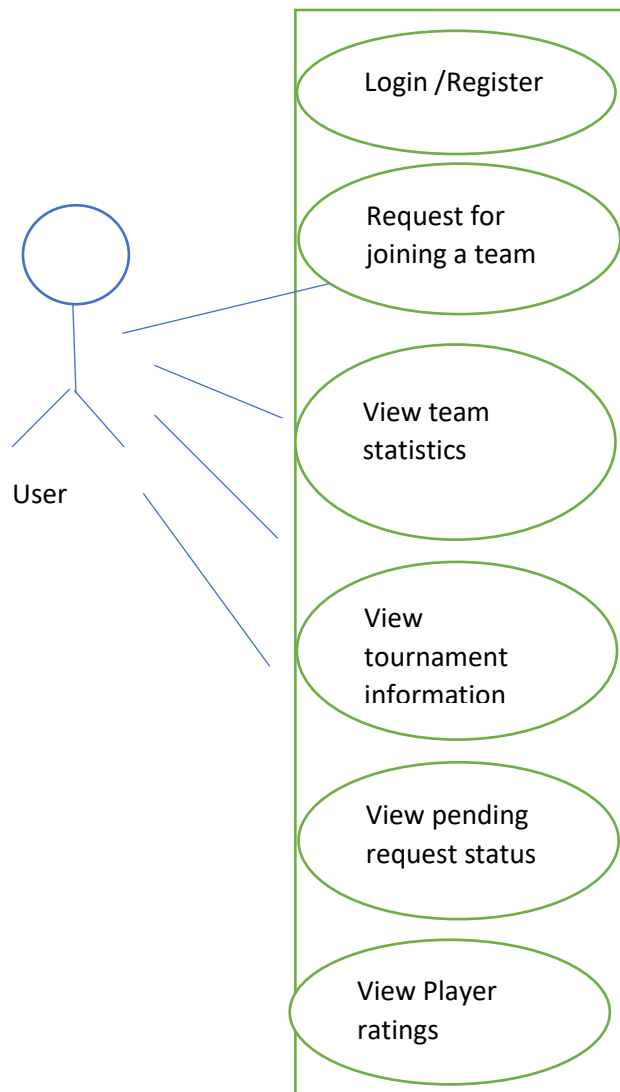 Login /Register
Request for
joining a team
View team
statistics
User
View
tournament
information
View pending
request status
View Player
ratings